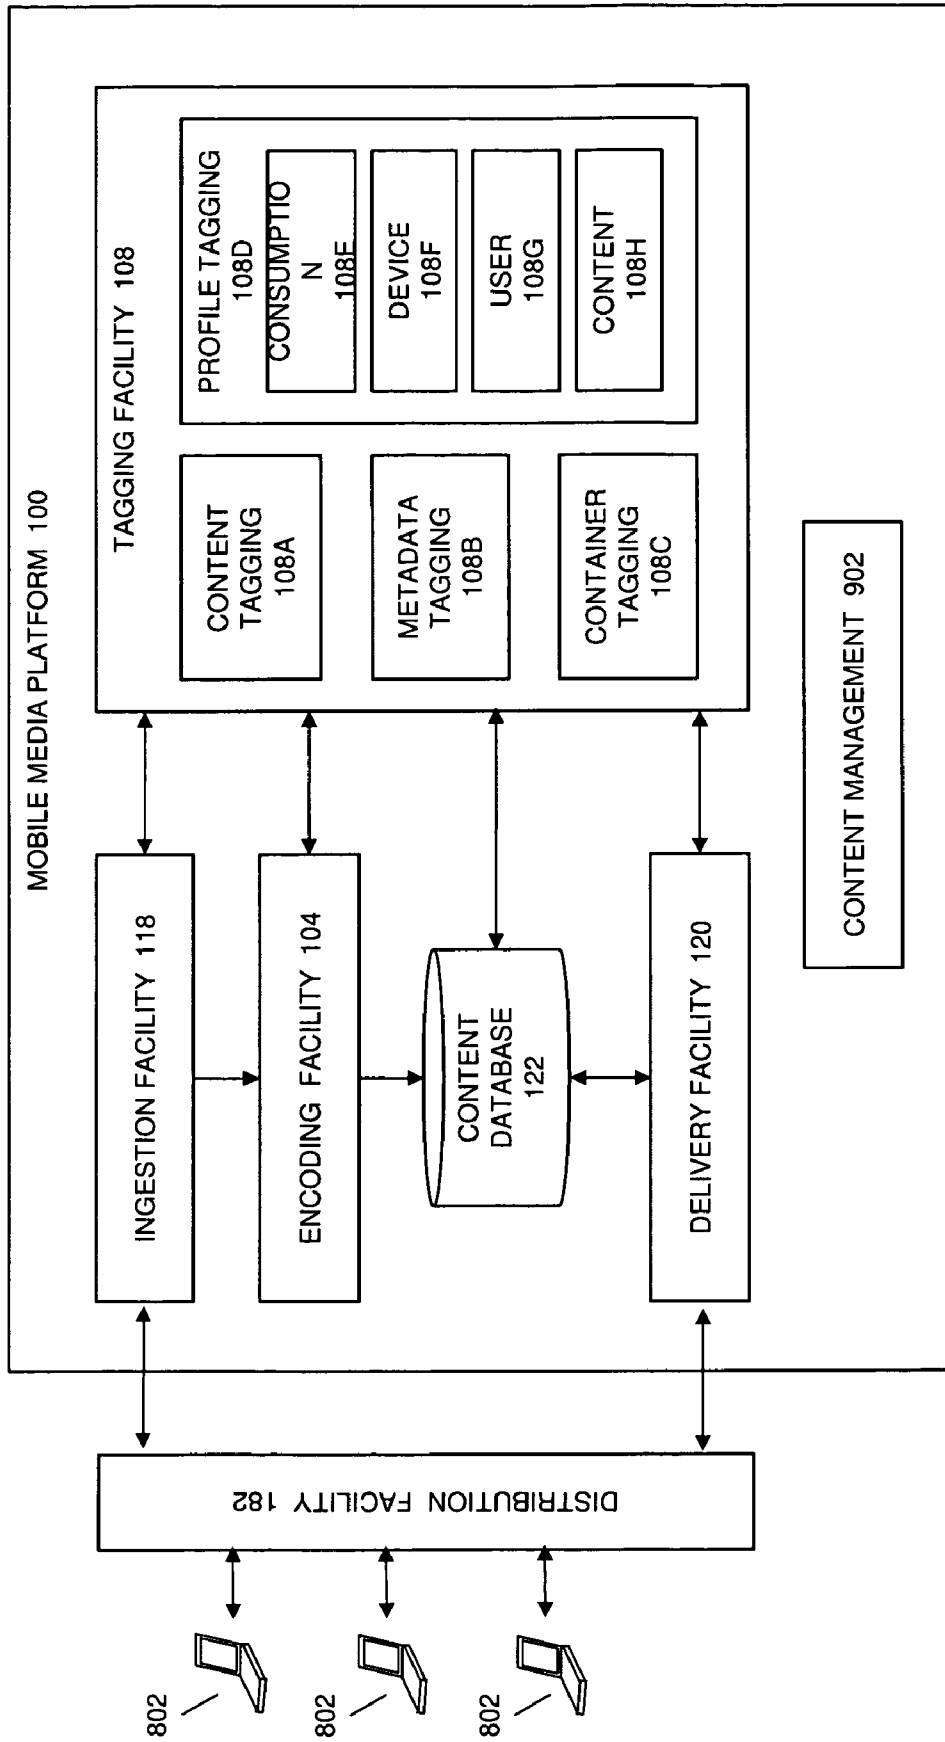 MOBILE MEDIA PLATFORM 100
TAGGING FACILITY 108
PROFILE TAGGING
108D
CONSUMPTIO
N
108E
DEVICE
108F
USER
108G
CONTENT
108H
CONTENT
TAGGING
108A
METADATA
TAGGING
108B
CONTAINER
TAGGING
108C
INGESTION FACILITY 118
ENCODING FACILITY 104
CONTENT
DATABASE
122
DELIVERY FACILITY 120
CONTENT MANAGEMENT 902
DISTRIBUTION FACILITY 182
802
802
802